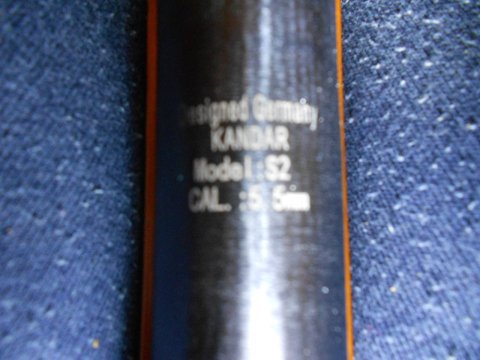 Designed Germany
KANDAR
Model:S2
CAL.:5.5mm